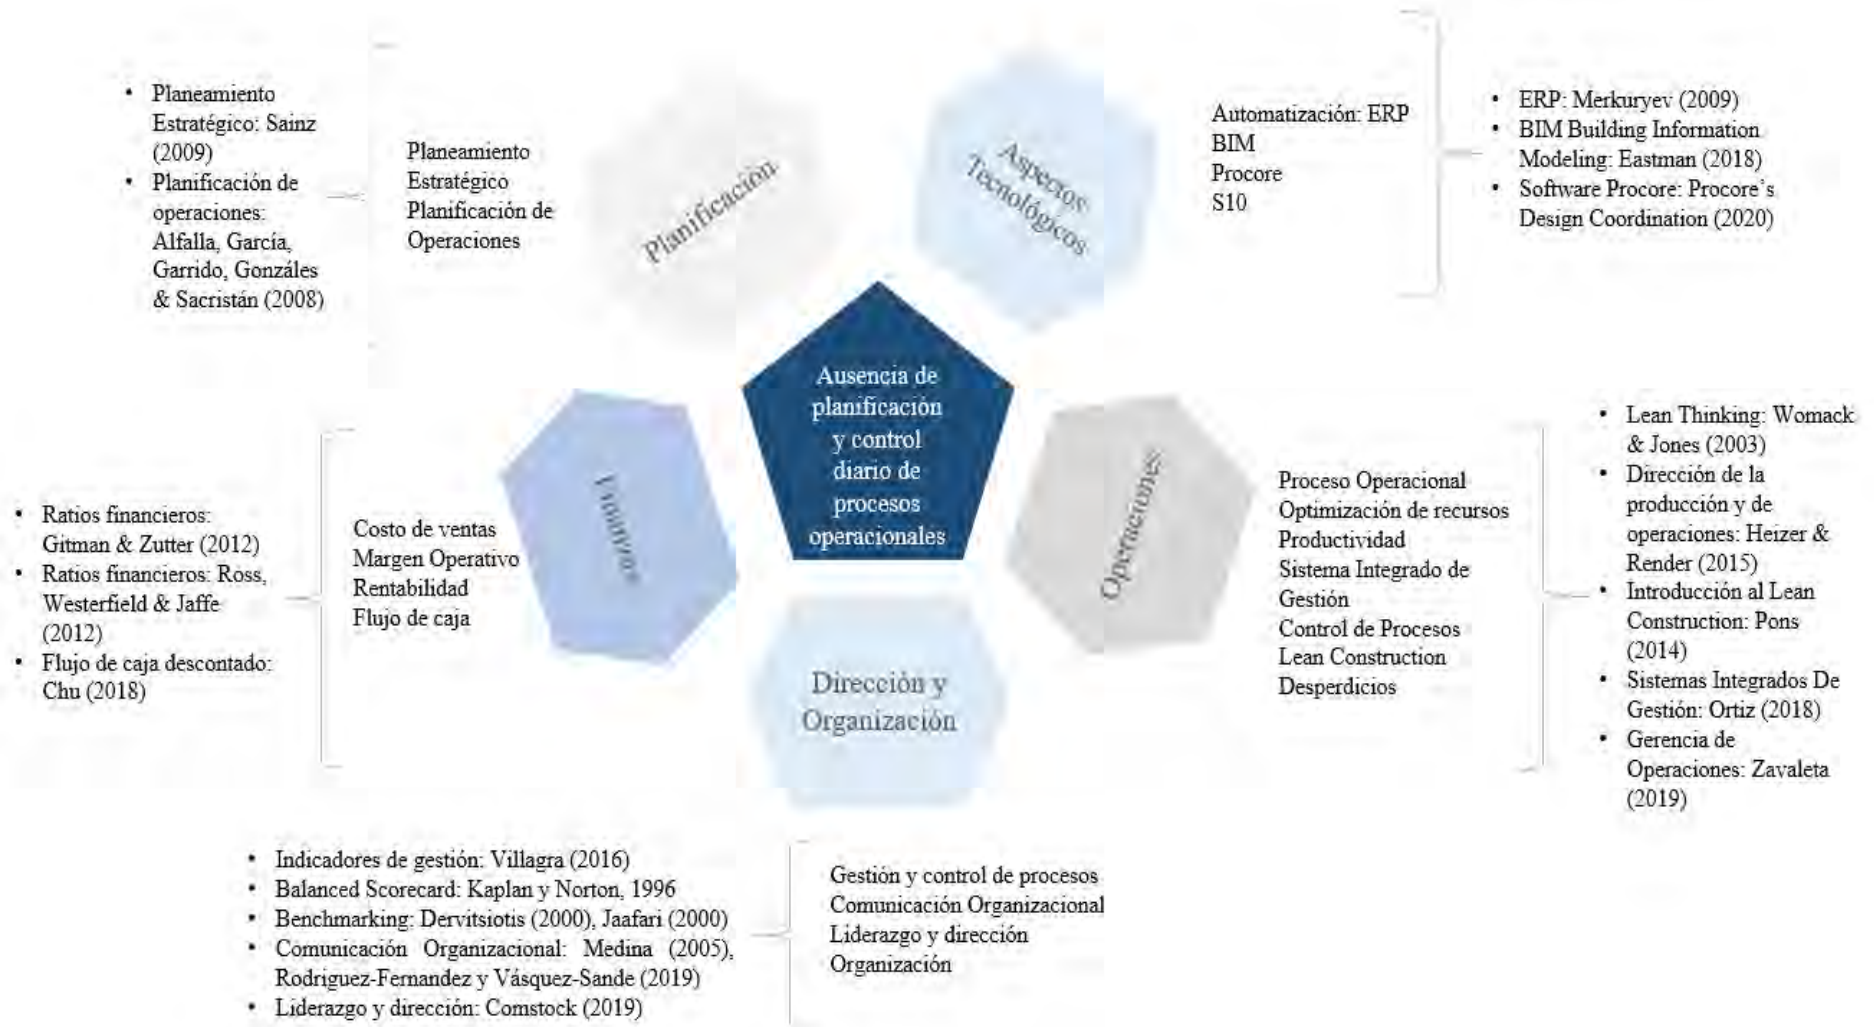 • Planeamiento
Estratégico: Sainz
(2009)
• Planificación de
operaciones:
Alfalla, García,
Garrido, Gonzáles
& Sacristán (2008)
Planeamiento
Estratégico
Planificación de
Operaciones
Planificación
Aspectos
Tecnológicos
Automatización: ERP
BIM
Procore
S10
• ERP: Merkuryev (2009)
• BIM Building Information
Modeling: Eastman (2018)
• Software Procore: Procore´s
Design Coordination (2020)
Ausencia de
planificación
y control
diario de
procesos
operacionales
• Ratios financieros:
Gitman & Zutter (2012)
• Ratios financieros: Ross,
Westerfield & Jaffe
(2012)
• Flujo de caja descontado:
Chu (2018)
Costo de ventas
Margen Operativo
Rentabilidad
Flujo de caja
Operaciones
Proceso Operacional
Optimización de recursos
Productividad
Sistema Integrado de
Gestión
Control de Procesos
Lean Construction
Desperdicios
• Lean Thinking: Womack
& Jones (2003)
• Dirección de la
producción y de
operaciones: Heizer &
Render (2015)
• Introducción al Lean
Construction: Pons
(2014)
• Sistemas Integrados De
Gestión: Ortiz (2018)
• Gerencia de
Operaciones: Zavaleta
(2019)
Dirección y
Organización
• Indicadores de gestión: Villagra (2016)
• Balanced Scorecard: Kaplan y Norton, 1996
• Benchmarking: Dervitsiotis (2000), Jaafari (2000)
• Comunicación Organizacional: Medina (2005),
Rodriguez-Fernandez y Vásquez-Sande (2019)
• Liderazgo y dirección: Comstock (2019)
Gestión y control de procesos
Comunicación Organizacional
Liderazgo y dirección
Organización